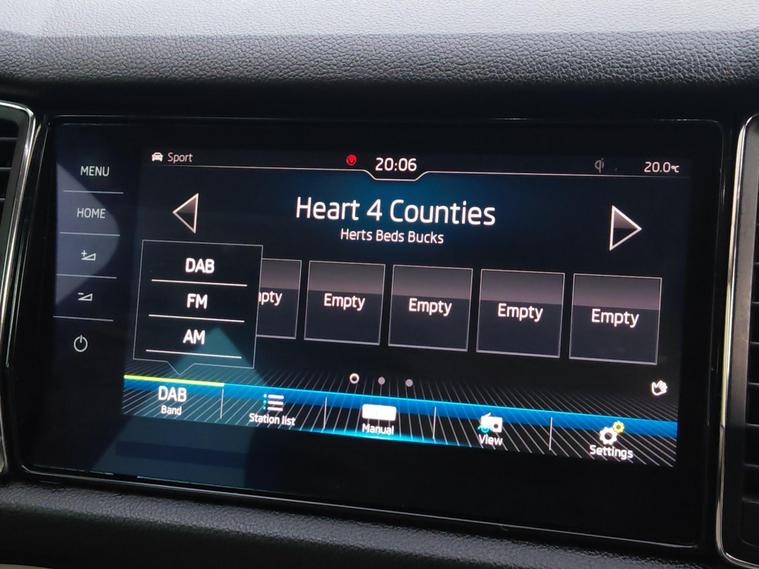 MENU
HOME
Sport
20:06
20.0°C
Heart 4 Counties
Herts Beds Bucks
DAB
FM
AM
pty
Empty
Empty
Empty
Empty
DAB
Band
Station list
Manual
View
Settings